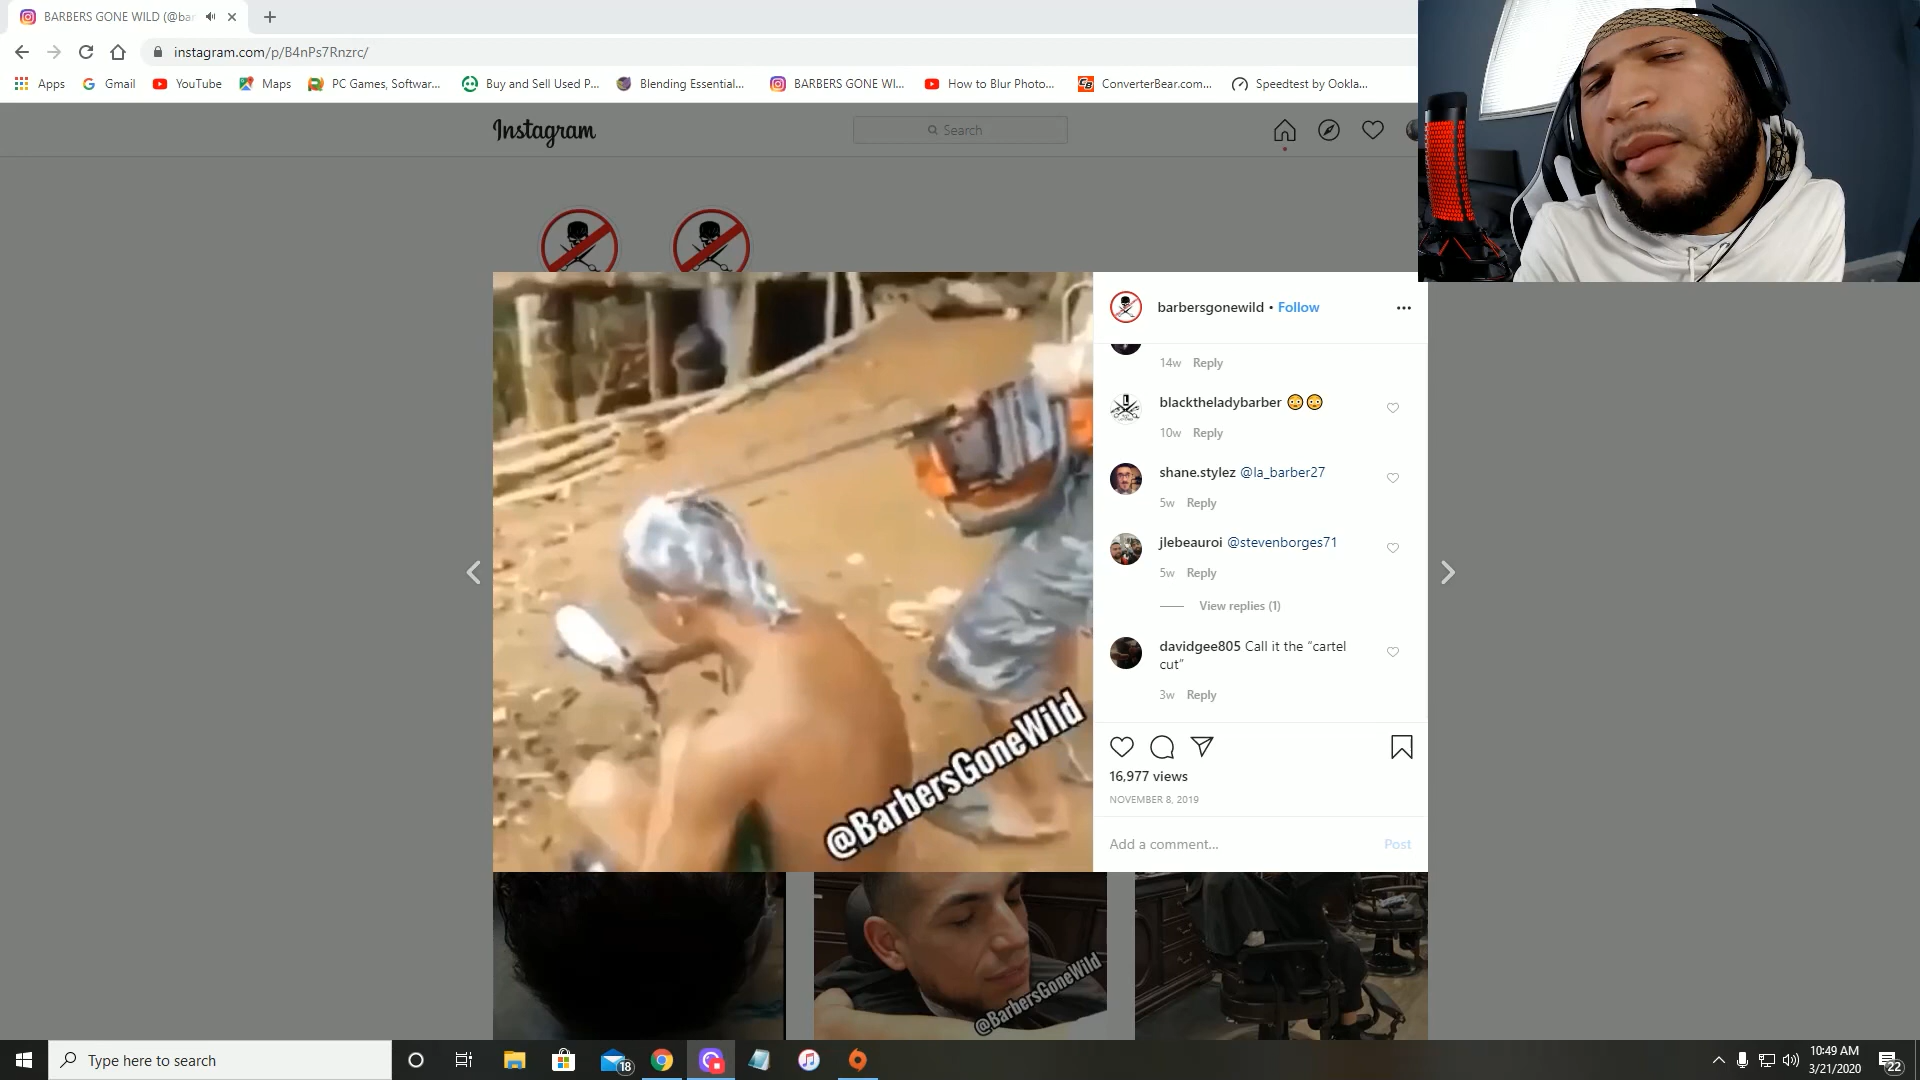 BARBERS GONE WILD (@bar
instagram.com/p/B4nPs7Rnzrc/
Apps Gmail YouTube Maps PC Games, Softwar... Buy and Sell Used P... Blending Essential... BARBERS GONE WI... How to Blur Photo... ConverterBear.com... Speedtest by Ookla...
Instagram
Search
barbersgonewild • Follow
14w Reply
blacktheladybarber 😳😳
10w Reply
shane.stylez @la_barber27
5w Reply
jlebeauroi @stevenborges71
5w Reply
View replies (1)
davidgee805 Call it the “cartel
cut”
3w Reply
@BarbersGoneWild
16,977 views
NOVEMBER 8, 2019
Add a comment... Post
@BarbersGoneWild
Type here to search
18
10:49 AM
3/21/2020
22